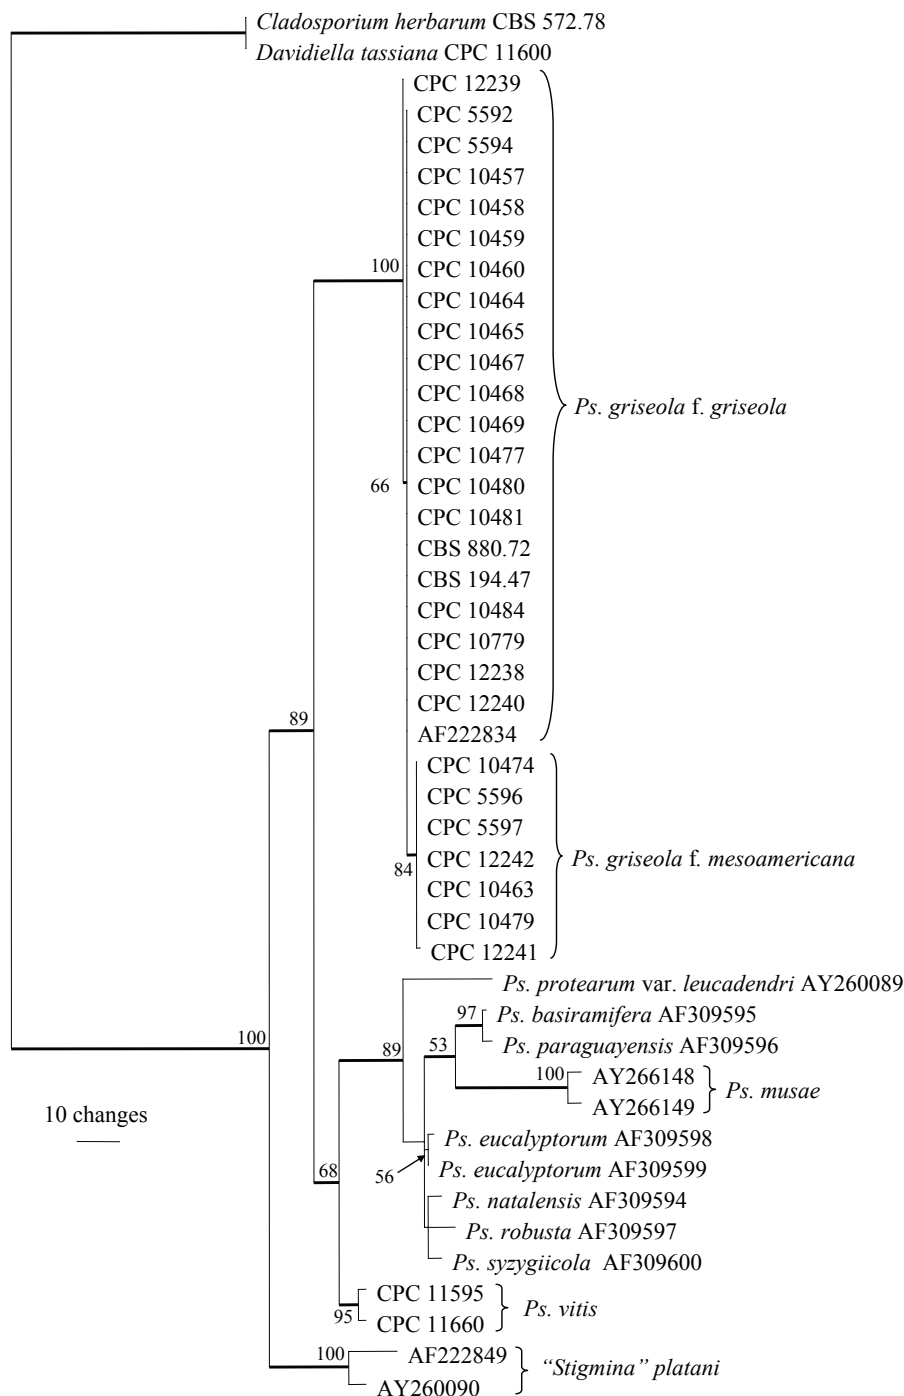 Cladosporium herbarum CBS 572.78
Davidiella tassiana CPC 11600
CPC 12239
CPC 5592
CPC 5594
CPC 10457
CPC 10458
CPC 10459
100
CPC 10460
CPC 10464
CPC 10465
CPC 10467
CPC 10468
Ps. griseola f. griseola
CPC 10469
CPC 10477
66
CPC 10480
CPC 10481
CBS 880.72
CBS 194.47
CPC 10484
CPC 10779
CPC 12238
CPC 12240
89
AF222834
CPC 10474
CPC 5596
CPC 5597
CPC 12242
Ps. griseola f. mesoamericana
84
CPC 10463
CPC 10479
CPC 12241
Ps. protearum var. leucadendri AY260089
97
Ps. basiramifera AF309595
100
89
53
Ps. paraguayensis AF309596
100
AY266148
Ps. musae
AY266149
10 changes
Ps. eucalyptorum AF309598
68
56
Ps. eucalyptorum AF309599
Ps. natalensis AF309594
Ps. robusta AF309597
Ps. syzygiicola AF309600
CPC 11595
Ps. vitis
95
CPC 11660
100
AF222849
“Stigmina” platani
AY260090